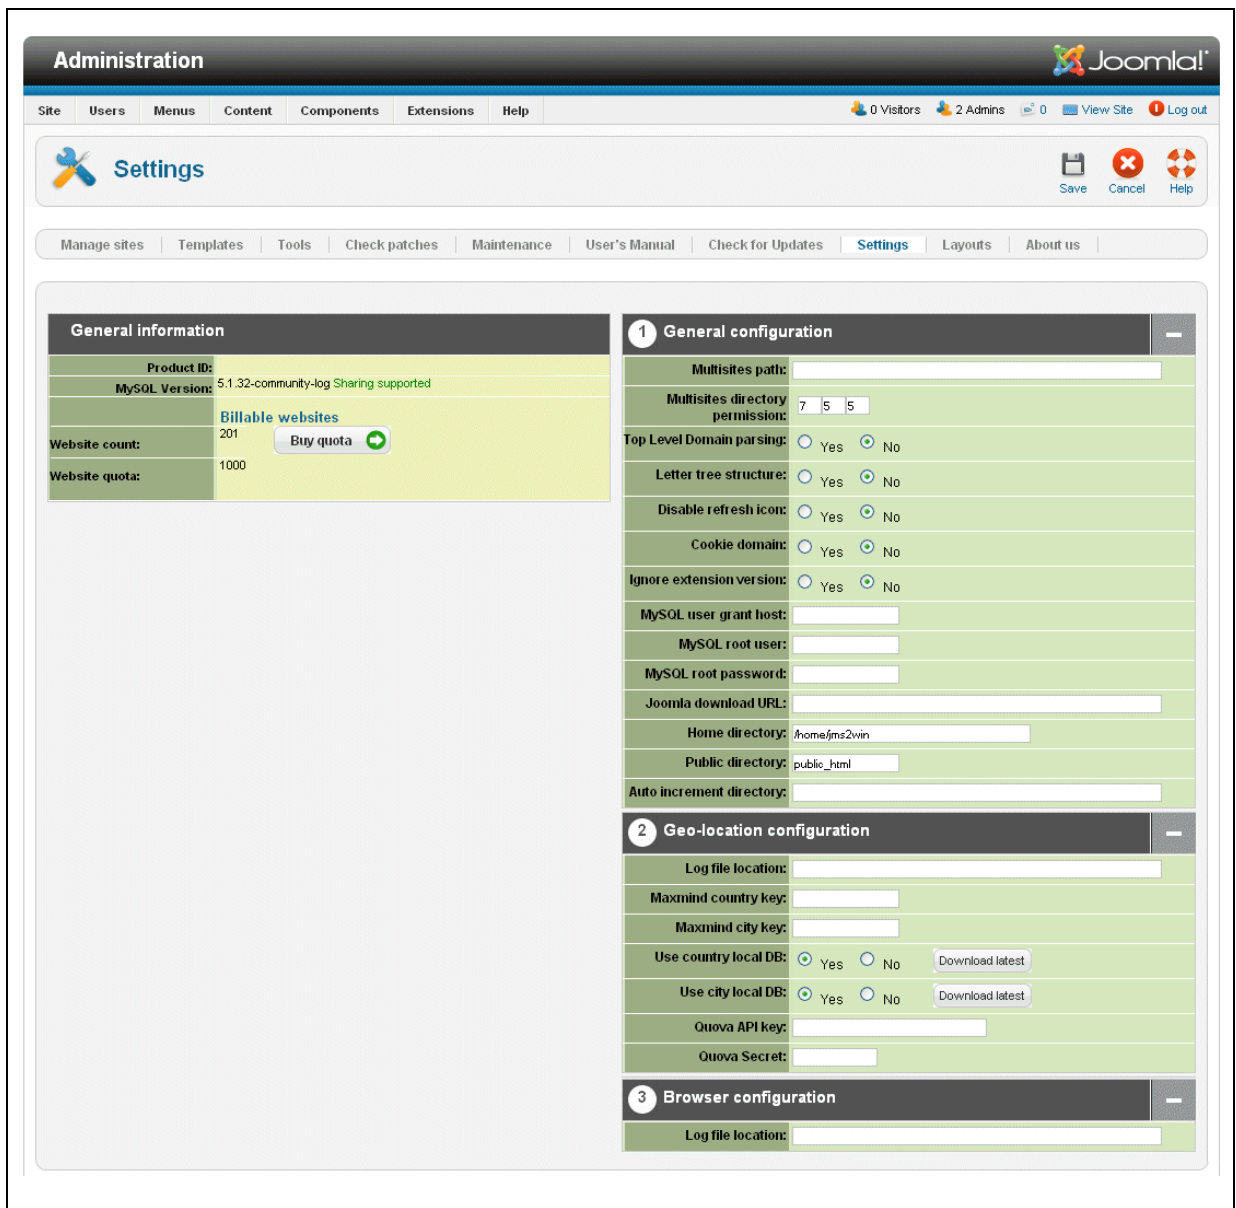 Administration
Joomla!
Site Users Menus Content Components Extensions Help 0 Visitors 2 Admins 0 View Site Log out
Settings
Save Cancel Help
Manage sites Templates Tools Check patches Maintenance User's Manual Check for Updates Settings Layouts About us
General information
Product ID:
MySQL Version: 5.1.32-community-log Sharing supported
Billable websites
Website count: 201 Buy quota
Website quota: 1000
1 General configuration
Multisites path:
Multisites directory
permission: 7 5 5
Top Level Domain parsing: Yes No
Letter tree structure: Yes No
Disable refresh icon: Yes No
Cookie domain: Yes No
Ignore extension version: Yes No
MySQL user grant host:
MySQL root user:
MySQL root password:
Joomla download URL:
Home directory: /home/jms2win
Public directory: public_html
Auto increment directory:
2 Geo-location configuration
Log file location:
Maxmind country key:
Maxmind city key:
Use country local DB: Yes No Download latest
Use city local DB: Yes No Download latest
Quova API key:
Quova Secret:
3 Browser configuration
Log file location: